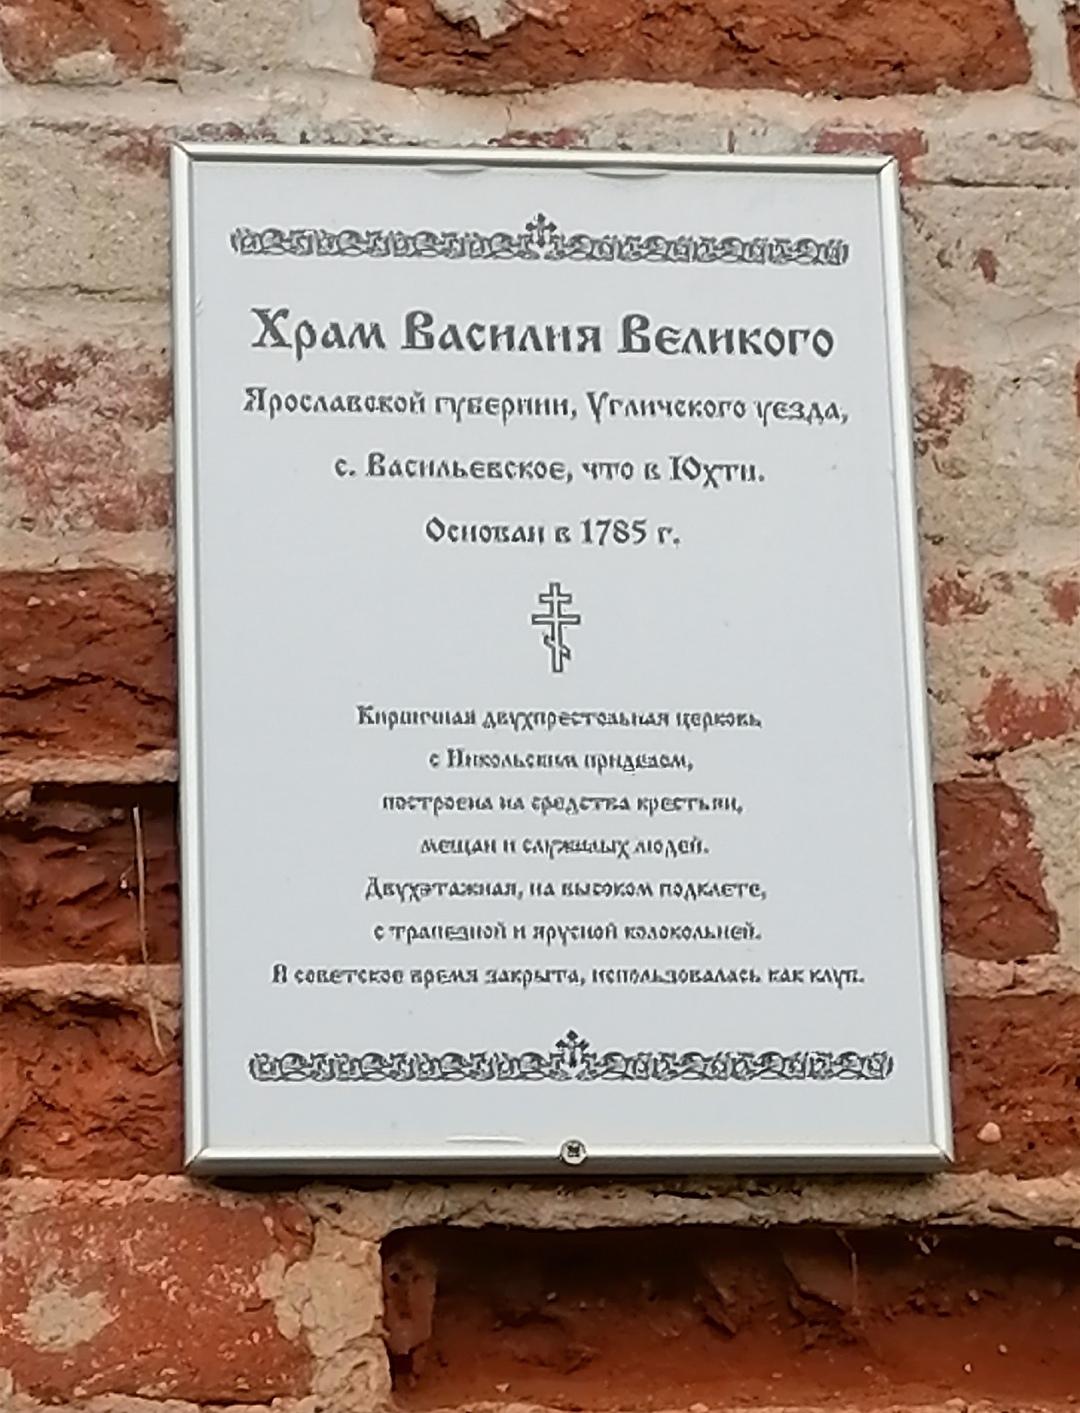 Храм Василия Великого
Ярославской губернии, Угличского уезда,
с. Васильевское, что в Юхти.
Основан в 1785 г.
Кирпичная двухпрестольная церковь
с Никольским приделом,
построена на средства крестьян,
мещан и служилых людей.
Двухэтажная, на высоком подклете,
с трапезной и ярусной колокольней.
В советское время закрыта, использовалась как клуп.